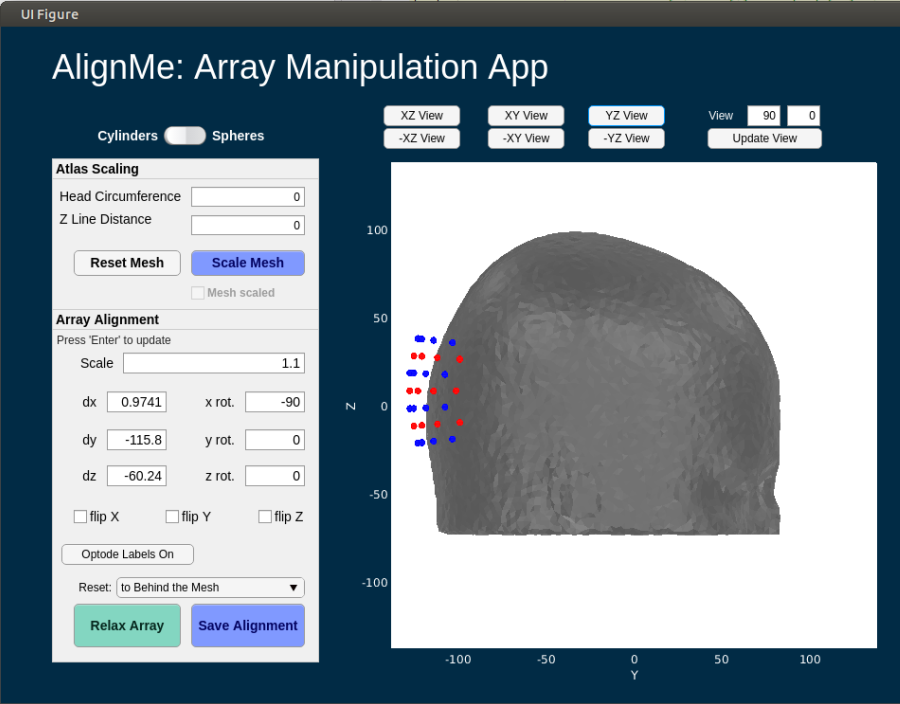 UI Figure
AlignMe: Array Manipulation App
XZ View XY View YZ View View 90 0
Cylinders Spheres
-XZ View -XY View -YZ View Update View
Atlas Scaling
Head Circumference 0
Z Line Distance 0
Reset Mesh Scale Mesh
Mesh scaled
Array Alignment
Press 'Enter' to update
Scale 1.1
dx 0.9741 x rot. -90
dy -115.8 y rot. 0
dz -60.24 z rot. 0
flip X flip Y flip Z
Optode Labels On
Reset: to Behind the Mesh
Relax Array Save Alignment
100
50
0
-50
-100
Z
-100 -50 0 50 100
Y